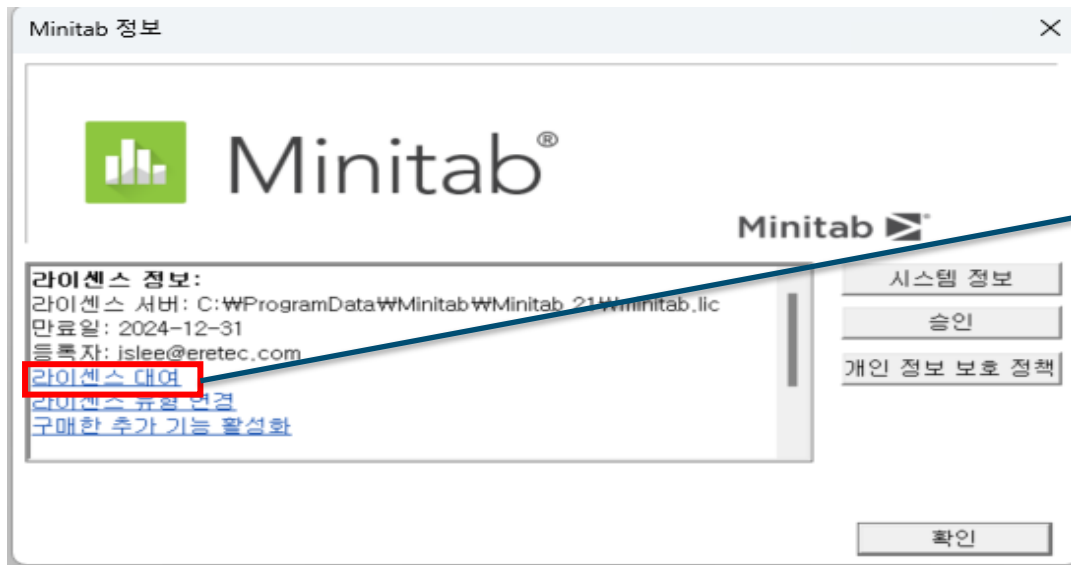 Minitab 정보
Minitab®
Minitab
라이센스 정보:
라이센스 서버: C:₩ProgramData₩Minitab₩Minitab 21₩minitab.lic
만료일: 2024-12-31
등록자: jslee@eretec.com
라이센스 대여
라이센스 유형 변경
구매한 추가 기능 활성화
시스템 정보
승인
개인 정보 보호 정책
확인